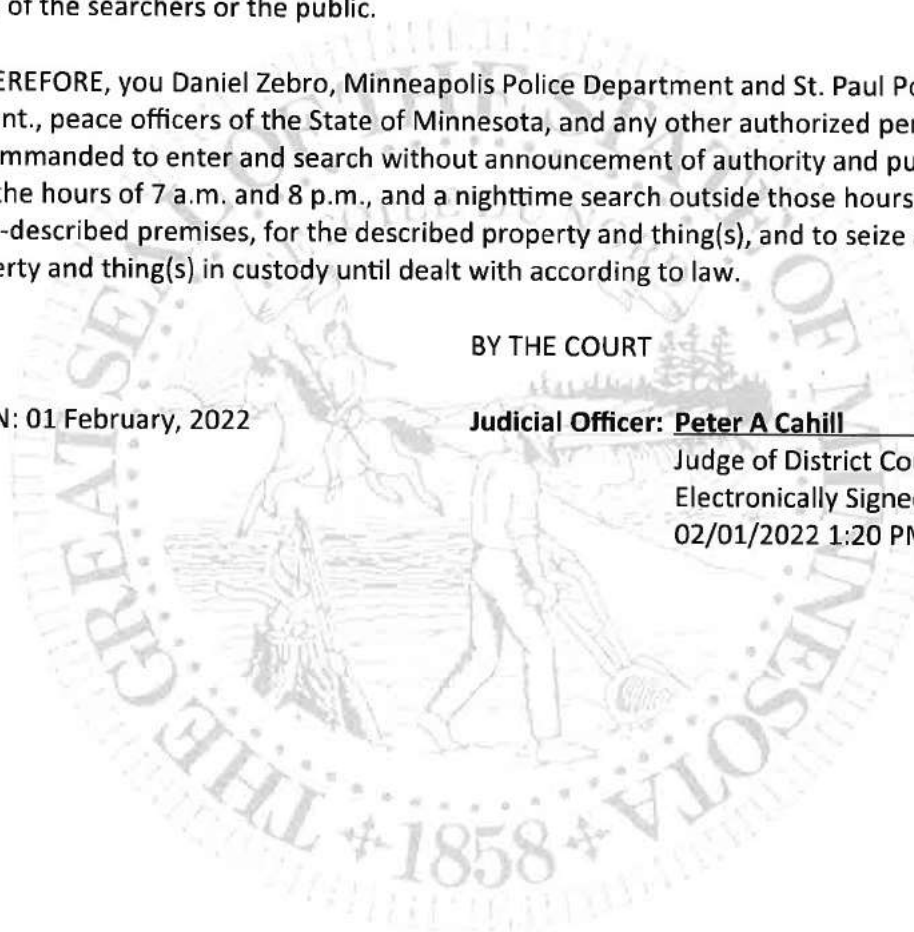 of the searchers or the public.
EREFORE, you Daniel Zebro, Minneapolis Police Department and St. Paul Po
nt., peace officers of the State of Minnesota, and any other authorized per
mmanded to enter and search without announcement of authority and pu
the hours of 7 a.m. and 8 p.m., and a nighttime search outside those hours
-described premises, for the described property and thing(s), and to seize
erty and thing(s) in custody until dealt with according to law.
BY THE COURT
N: 01 February, 2022
Judicial Officer: Peter A Cahill
Judge of District Co
Electronically Signe
02/01/2022 1:20 PM
THE GREAT SEAL OF THE STATE OF MINNESOTA
1858